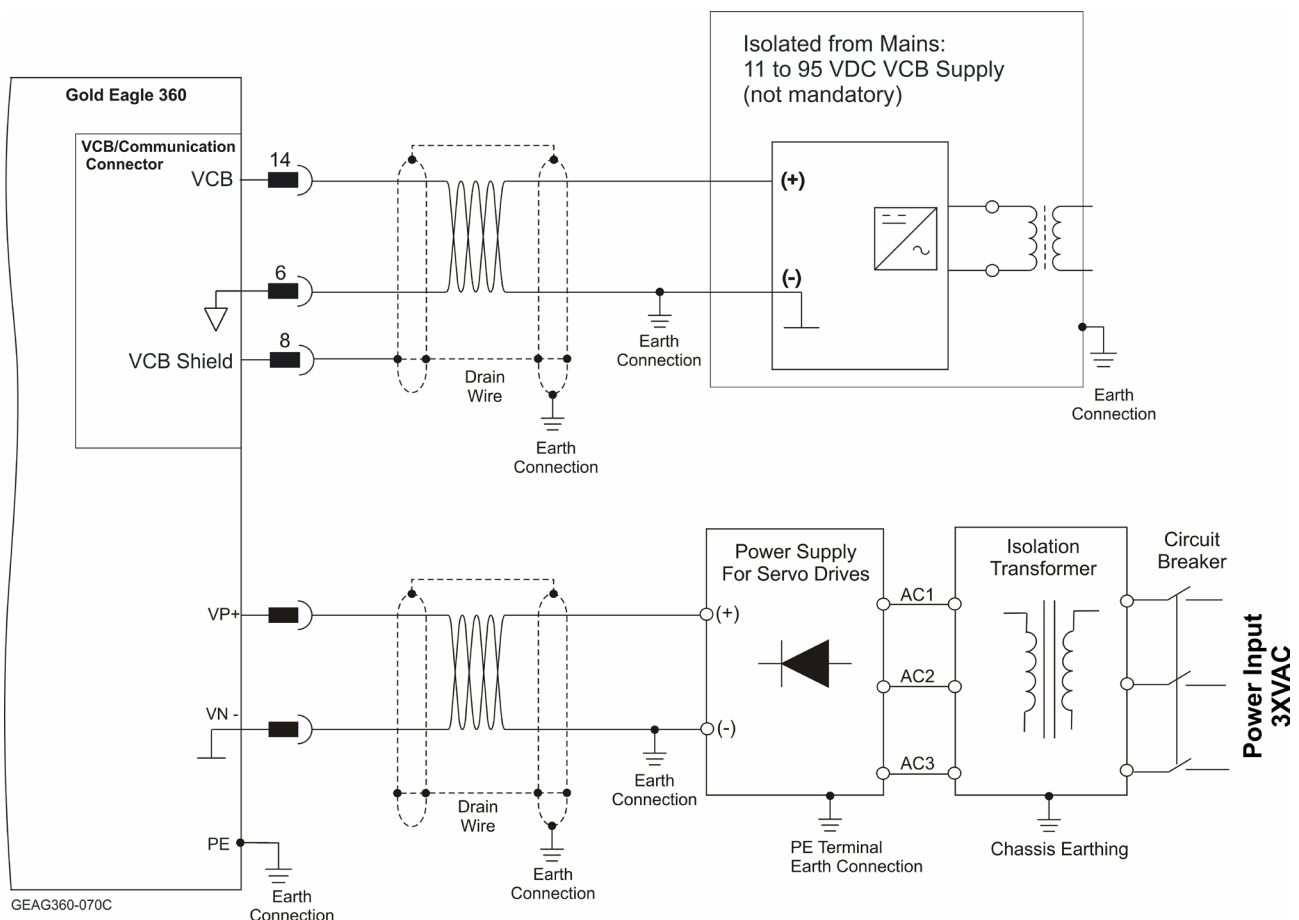 Isolated from Mains:
11 to 95 VDC VCB Supply
(not mandatory)
Gold Eagle 360
VCB/Communication
Connector
VCB
14
(+)
6
(-)
VCB Shield
8
Drain
Wire
Earth
Connection
Earth
Connection
Earth
Connection
Power Supply
For Servo Drives
Isolation
Transformer
Circuit
Breaker
VP+
(+)
AC1
AC2
VN -
(-)
AC3
Power Input
3XVAC
Drain
Wire
Earth
Connection
PE
Earth
Connection
Earth
Connection
PE Terminal
Earth Connection
Chassis Earthing
GEAG360-070C